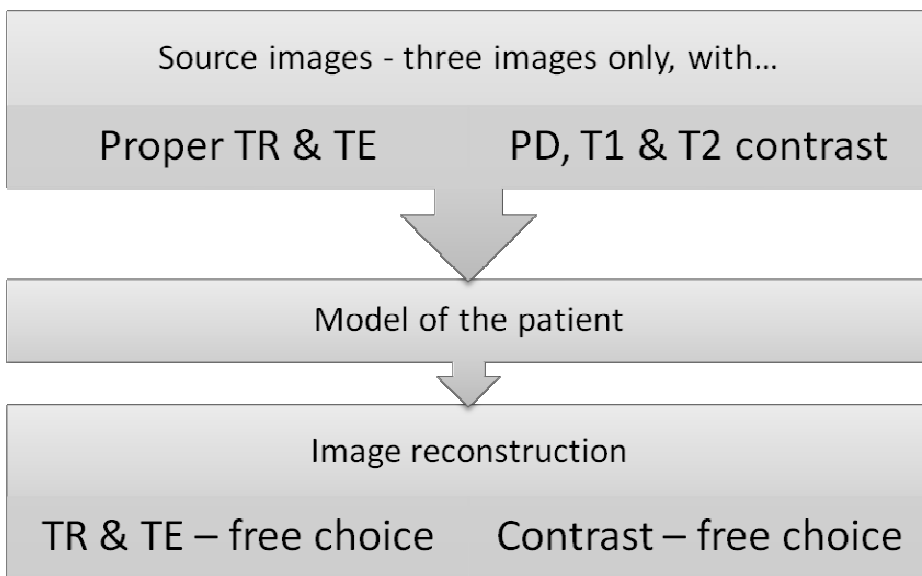 Source images - three images only, with…
Proper TR & TE
PD, T1 & T2 contrast
Model of the patient
Image reconstruction
TR & TE – free choice
Contrast – free choice